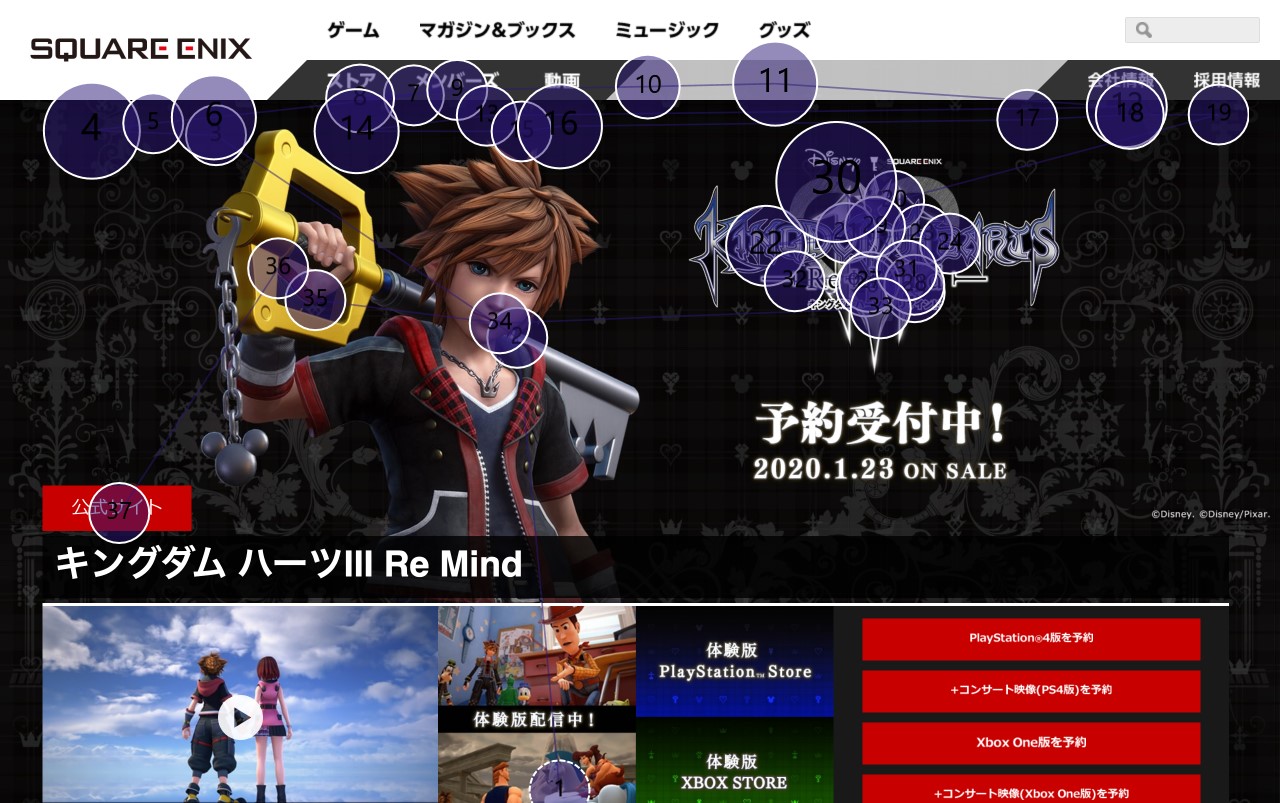 SQUARE ENIX
ゲーム マガジン&ブックス ミュージック グッズ
ストア メンバーズ 動画 会社情報 採用情報
4 5 6 3 8 14 7 9 13 15 16 10 11 17 12 18 19
Disney SQUARE ENIX
30
22 23 24
32 Re 31 28
33
36 35 34 2
予約受付中!
2020.1.23 ON SALE
公式サイト
37
©Disney. ©Disney/Pixar.
キングダム ハーツIII Re Mind
体験版
PlayStation™ Store
体験版配信中!
体験版
XBOX STORE
1
PlayStation®4版を予約
+コンサート映像(PS4版)を予約
Xbox One版を予約
+コンサート映像(Xbox One版)を予約